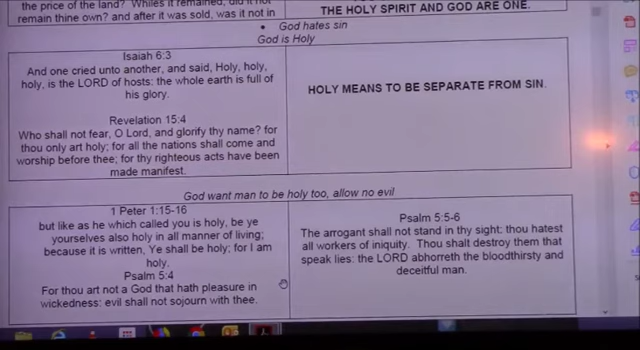 the price of the land? Whiles it remained, did it not
remain thine own? and after it was sold, was it not in
THE HOLY SPIRIT AND GOD ARE ONE.
• God hates sin
God is Holy
Isaiah 6:3
And one cried unto another, and said, Holy, holy,
holy, is the LORD of hosts: the whole earth is full of
his glory.
Revelation 15:4
Who shall not fear, O Lord, and glorify thy name? for
thou only art holy; for all the nations shall come and
worship before thee; for thy righteous acts have been
made manifest.
HOLY MEANS TO BE SEPARATE FROM SIN.
God want man to be holy too, allow no evil
1 Peter 1:15-16
but like as he which called you is holy, be ye
yourselves also holy in all manner of living;
because it is written, Ye shall be holy; for I am
holy.
Psalm 5:4
For thou art not a God that hath pleasure in
wickedness: evil shall not sojourn with thee.
Psalm 5:5-6
The arrogant shall not stand in thy sight: thou hatest
all workers of iniquity. Thou shalt destroy them that
speak lies: the LORD abhorreth the bloodthirsty and
deceitful man.